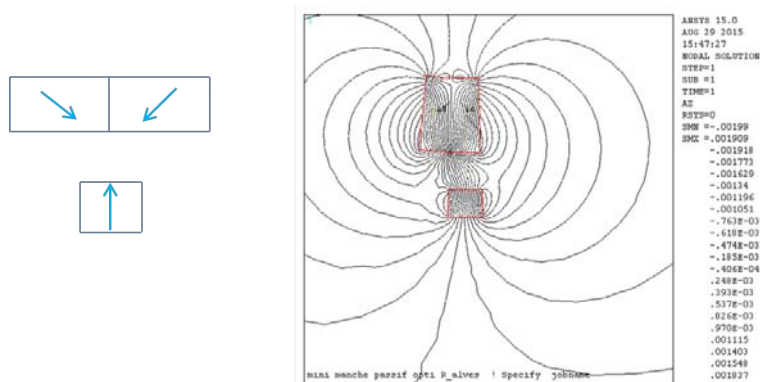 ANSYS 15.0
AUG 29 2015
15:47:27
NODAL SOLUTION
STEP=1
SUB =1
TIME=1
AZ
RSYS=0
SMN =-.00199
SMX =.001909
-.001918
-.001773
-.001629
-.00134
-.001196
-.001051
-.763E-03
-.618E-03
-.474E-03
-.185E-03
-.406E-04
.248E-03
.393E-03
.537E-03
.826E-03
.970E-03
.001115
.001403
.001548
.001837
mini manche passif opti P_alves ! Specify jobname